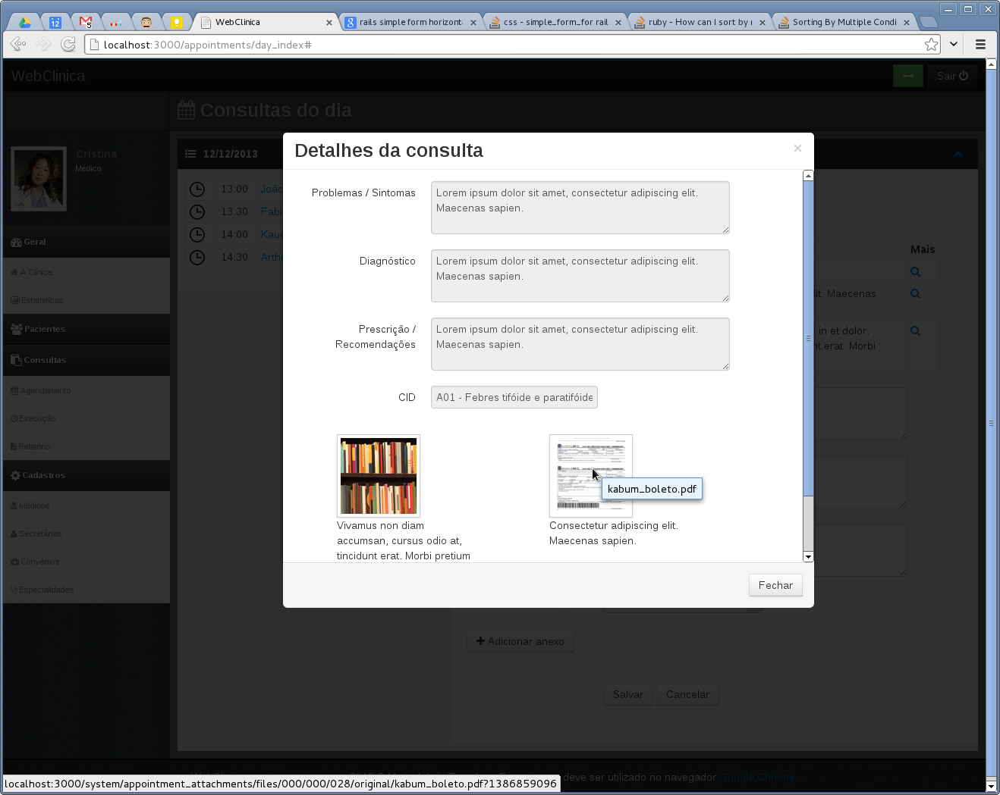 WebClinica
rails simple form horizont
css - simple_form_for rail
ruby - How can I sort by i
Sorting By Multiple Condi
localhost:3000/appointments/day_index#
WebClinica
Sair
Consultas do dia
Cristina
Médico
12/12/2013
13:00 João
13:30 Fabi
14:00 Kaue
14:30 Arth
Geral
A Clínica
Estatísticas
Pacientes
Consultas
Agendamento
Execução
Relatório
Cadastros
Médicos
Secretárias
Convênios
Especialidades
Detalhes da consulta
×
Problemas / Sintomas
Lorem ipsum dolor sit amet, consectetur adipiscing elit.
Maecenas sapien.
Diagnóstico
Lorem ipsum dolor sit amet, consectetur adipiscing elit.
Maecenas sapien.
Prescrição /
Recomendações
Lorem ipsum dolor sit amet, consectetur adipiscing elit.
Maecenas sapien.
CID
A01 - Febres tifóide e paratifóide
Vivamus non diam
accumsan, cursus odio at,
tincidunt erat. Morbi pretium
kabum_boleto.pdf
Consectetur adipiscing elit.
Maecenas sapien.
Fechar
Mais
lit. Maecenas
in et dolor.
nt erat. Morbi
Adicionar anexo
Salvar
Cancelar
deve ser utilizado no navegador Google Chrome.
localhost:3000/system/appointment_attachments/files/000/000/028/original/kabum_boleto.pdf?1386859096